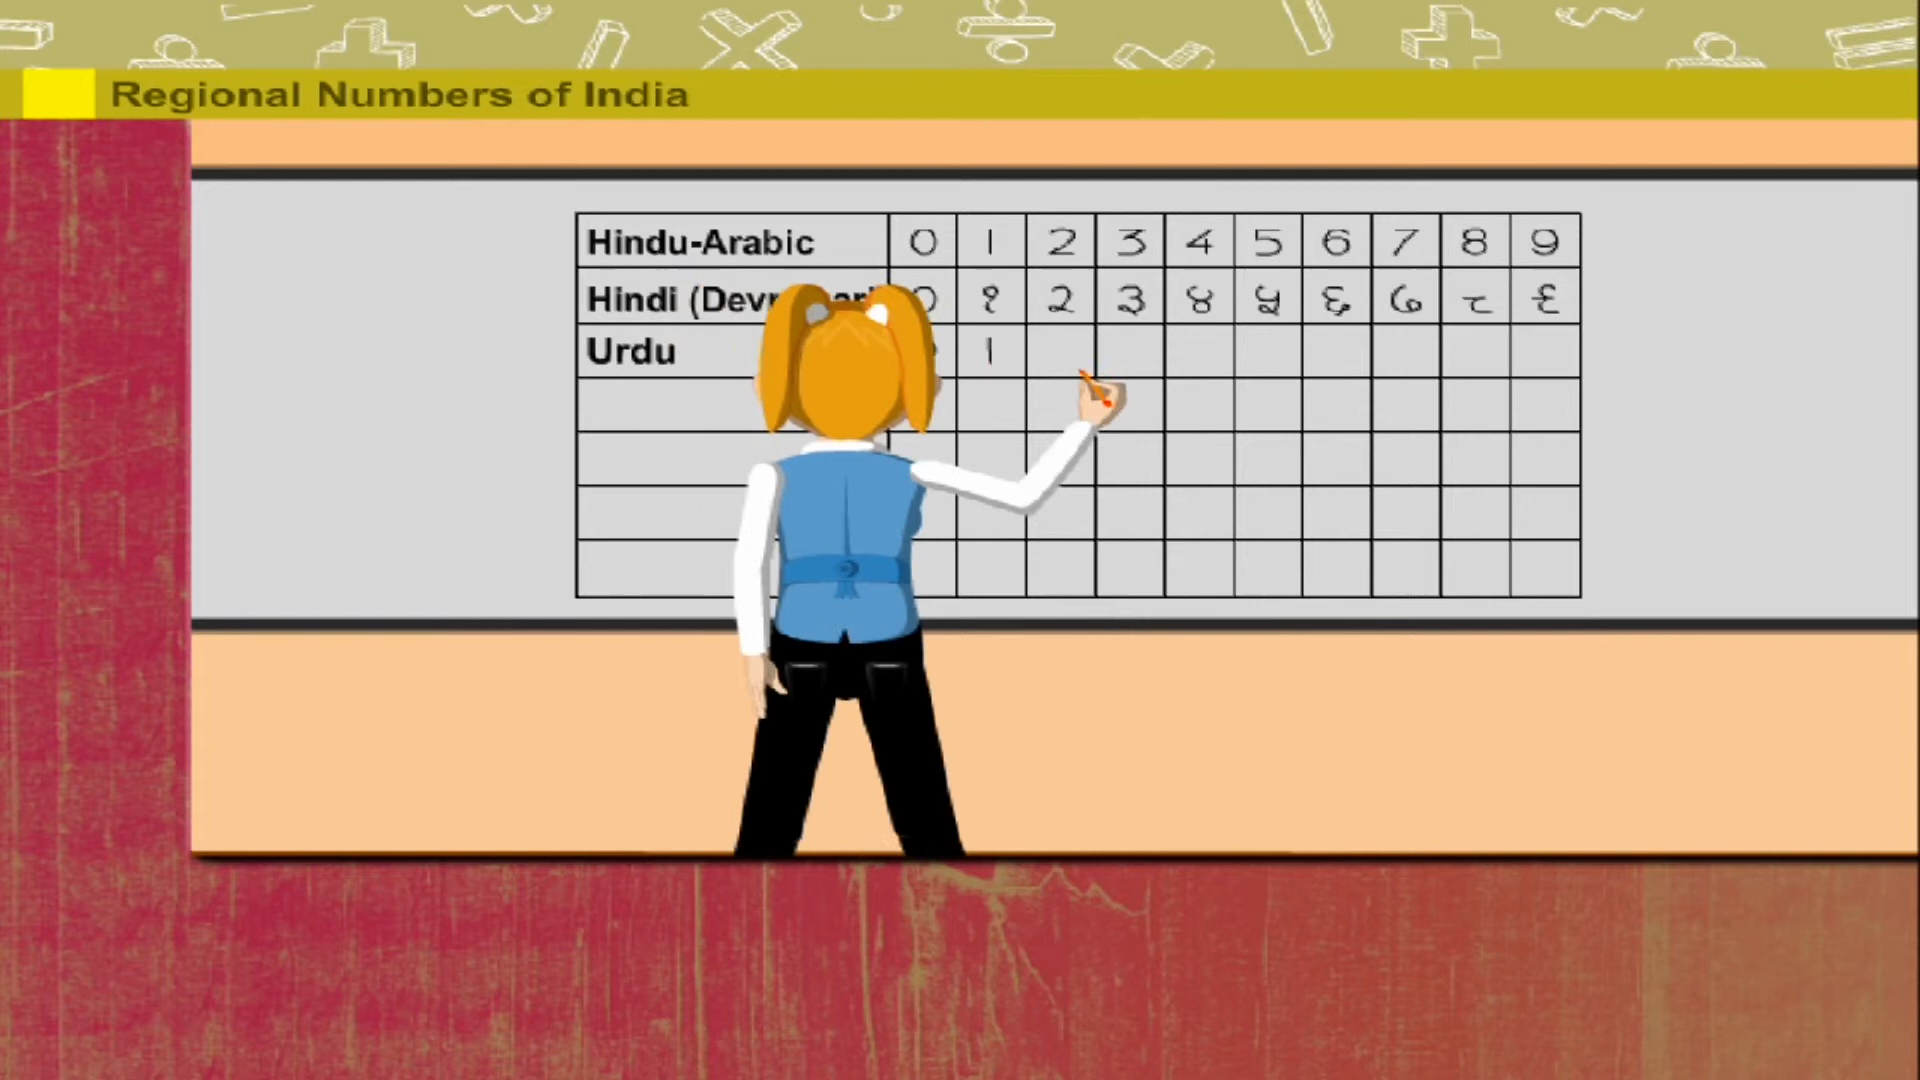 Regional Numbers of India
Hindu-Arabic 0 1 2 3 4 5 6 7 8 9
Hindi ० १ २ ३ ४ ५ ६ ७ ८ ९
Urdu ١